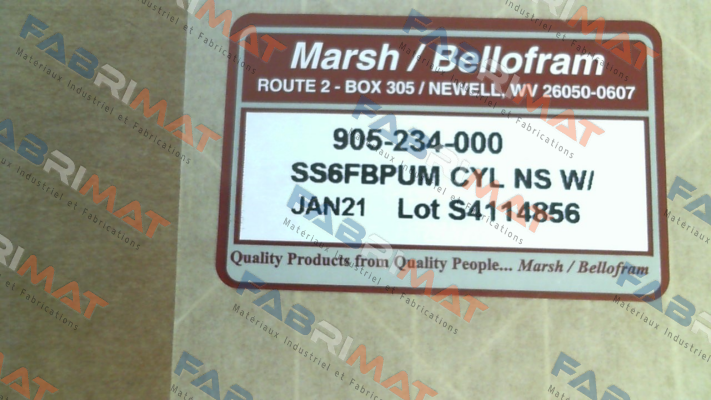 Marsh / Bellofram
ROUTE 2 - BOX 305 / NEWELL, WV 26050-0607
905-234-000
SS6FBPUM CYL NS W/
JAN21 Lot S4114856
Quality Products from Quality People... Marsh / Bellofram
FABRIMAT
Matériaux Industriel et Fabrications